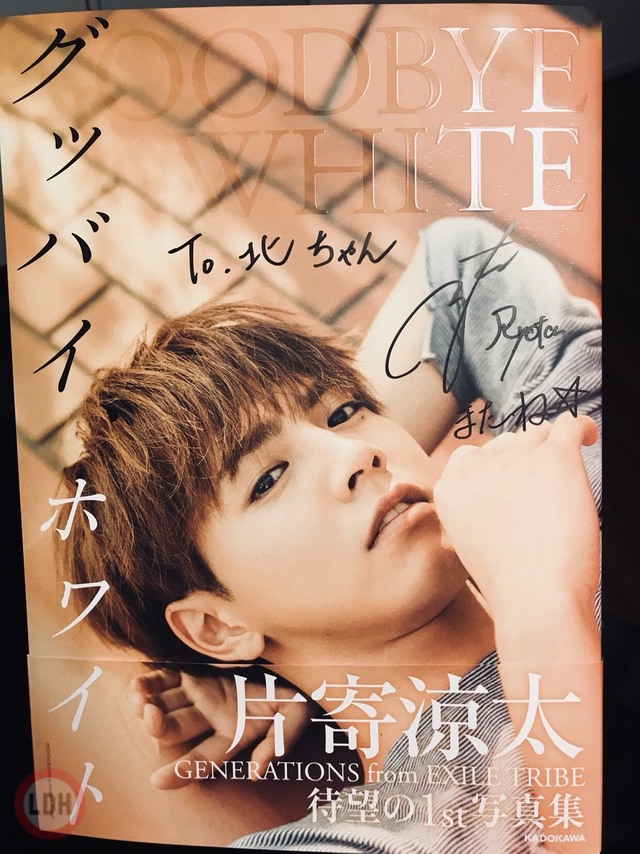 GOODBYE
WHITE
グッバイ ホワイト
To. 北ちゃん
Ryota
またね☆
片寄涼太
GENERATIONS from EXILE TRIBE
待望の1st写真集
KADOKAWA
LDH